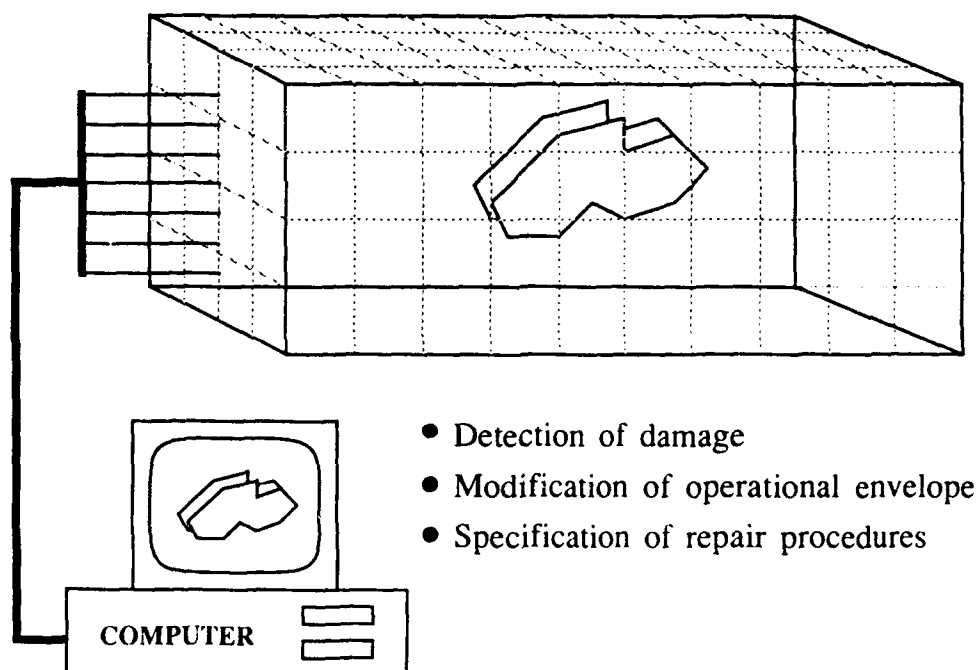 ● Detection of damage
● Modification of operational envelope
● Specification of repair procedures
COMPUTER